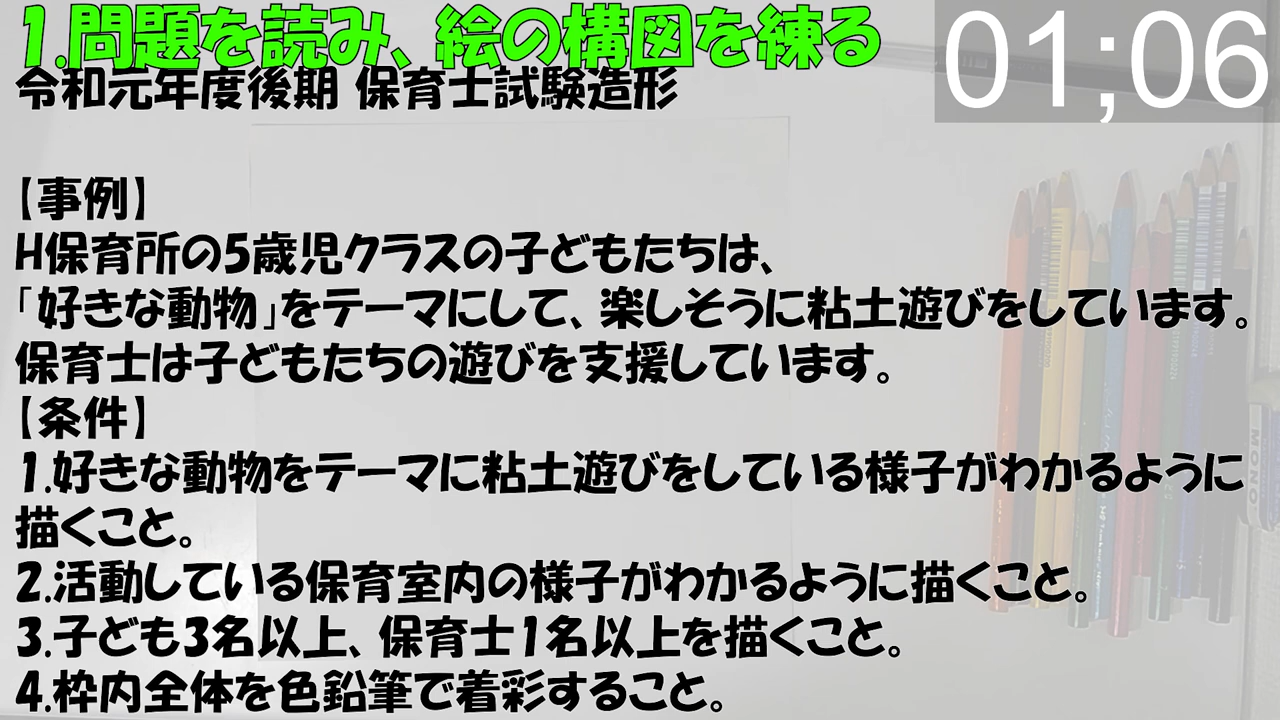 1.問題を読み、絵の構図を練る
01;06
令和元年度後期 保育士試験造形
【事例】
H保育所の5歳児クラスの子どもたちは、
「好きな動物」をテーマにして、楽しそうに粘土遊びをしています。
保育士は子どもたちの遊びを支援しています。
【条件】
1.好きな動物をテーマに粘土遊びをしている様子がわかるように
描くこと。
2.活動している保育室内の様子がわかるように描くこと。
3.子ども3名以上、保育士1名以上を描くこと。
4.枠内全体を色鉛筆で着彩すること。
MONO